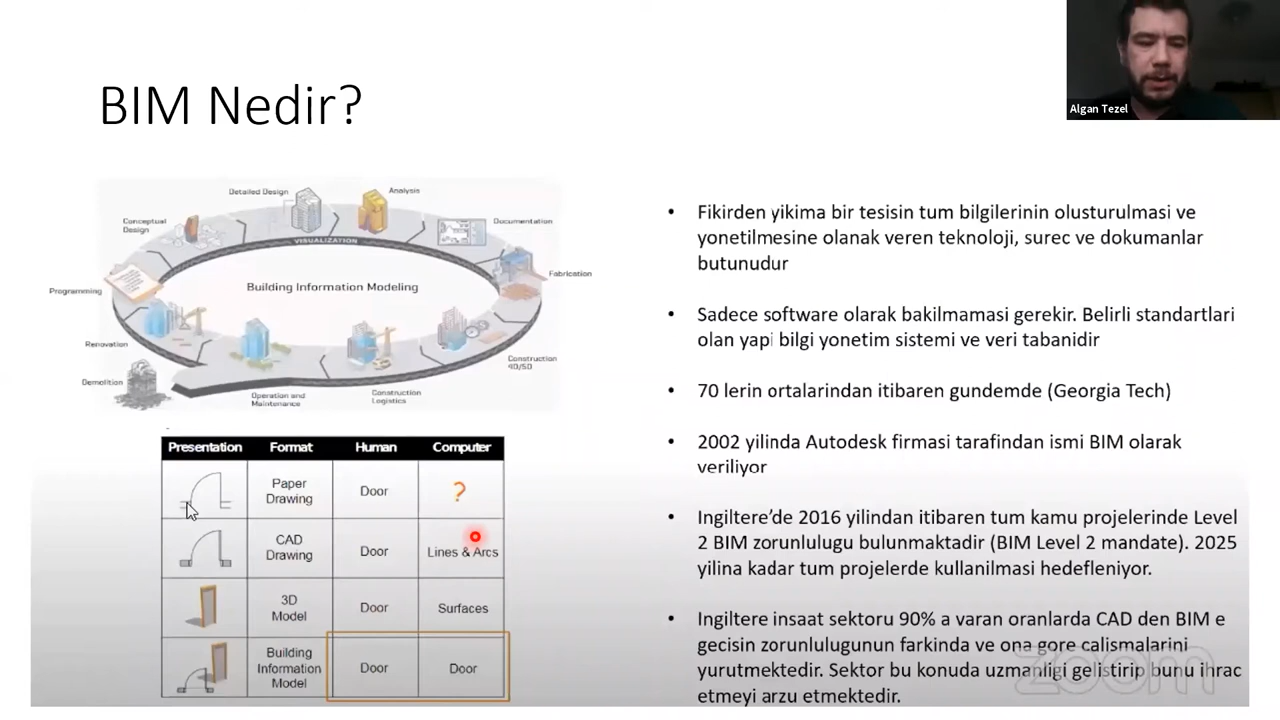 Algan Tezel
BIM Nedir?
Detailed Design
Analysis
Conceptual
Design
Documentation
VISUALIZATION
Fabrication
Building Information Modeling
Programming
Renovation
Construction
4D/5D
Demolition
Operation and
Maintenance
Construction
Logistics
Presentation Format Human Computer
Paper
Drawing
Door
?
CAD
Drawing
Door
Lines & Arcs
3D
Model
Door
Surfaces
Building
Information
Model
Door
Door
• Fikirden yikima bir tesisin tum bilgilerinin olusturulmasi ve
yonetilmesine olanak veren teknoloji, surec ve dokumanlar
butunudur
• Sadece software olarak bakilmamasi gerekir. Belirli standartlari
olan yapi bilgi yonetim sistemi ve veri tabanidir
• 70 lerin ortalarindan itibaren gundemde (Georgia Tech)
• 2002 yilinda Autodesk firmasi tarafindan ismi BIM olarak
veriliyor
• Ingiltere’de 2016 yilindan itibaren tum kamu projelerinde Level
2 BIM zorunlulugu bulunmaktadir (BIM Level 2 mandate). 2025
yilina kadar tum projelerde kullanilmasi hedefleniyor.
• Ingiltere insaat sektoru 90% a varan oranlarda CAD den BIM e
gecisin zorunlulugunun farkinda ve ona gore calismalarini
yurutmektedir. Sektor bu konuda uzmanligi gelistirip bunu ihrac
etmeyi arzu etmektedir.
zoom